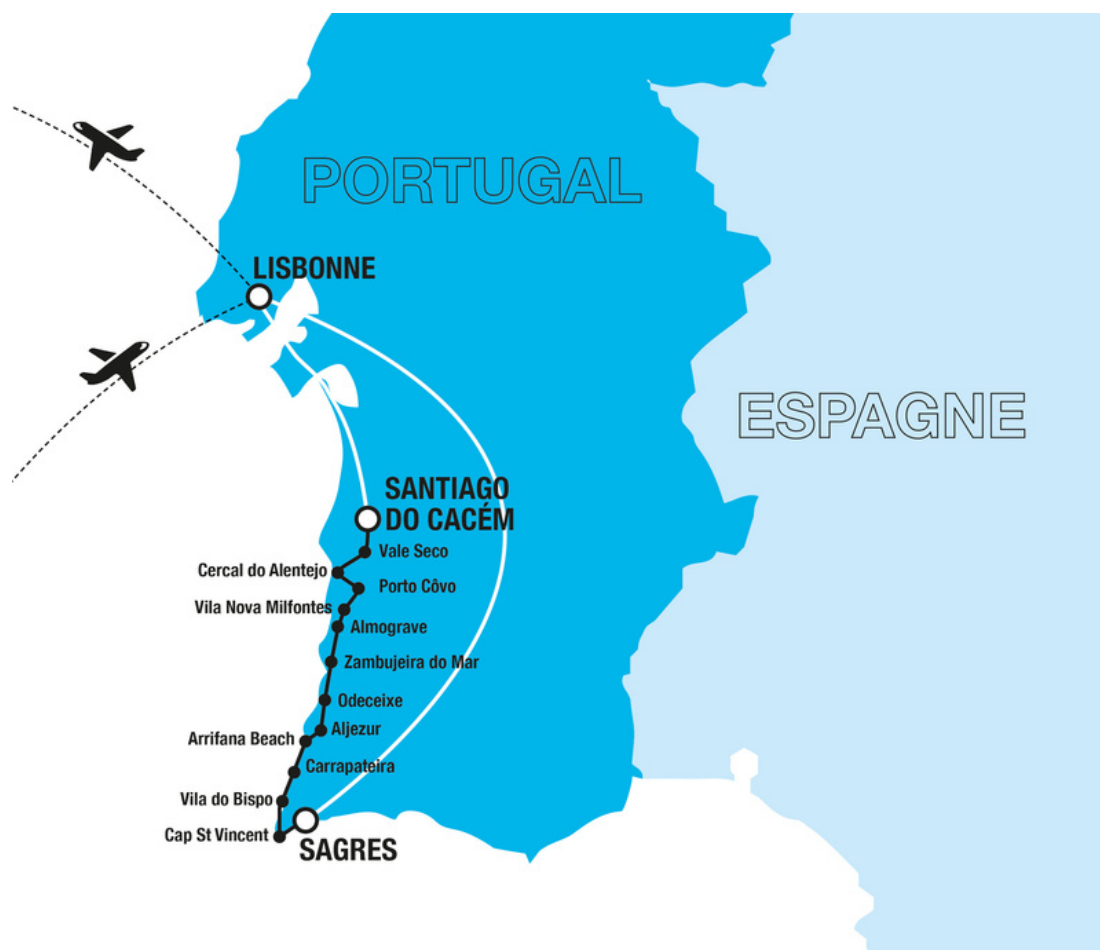 PORTUGAL
LISBONNE
ESPAGNE
SANTIAGO
DO CACÉM
Vale Seco
Cercal do Alentejo
Porto Côvo
Vila Nova Milfontes
Almograve
Zambujeira do Mar
Odeceixe
Aljezur
Arrifana Beach
Carrapateira
Vila do Bispo
Cap St Vincent
SAGRES